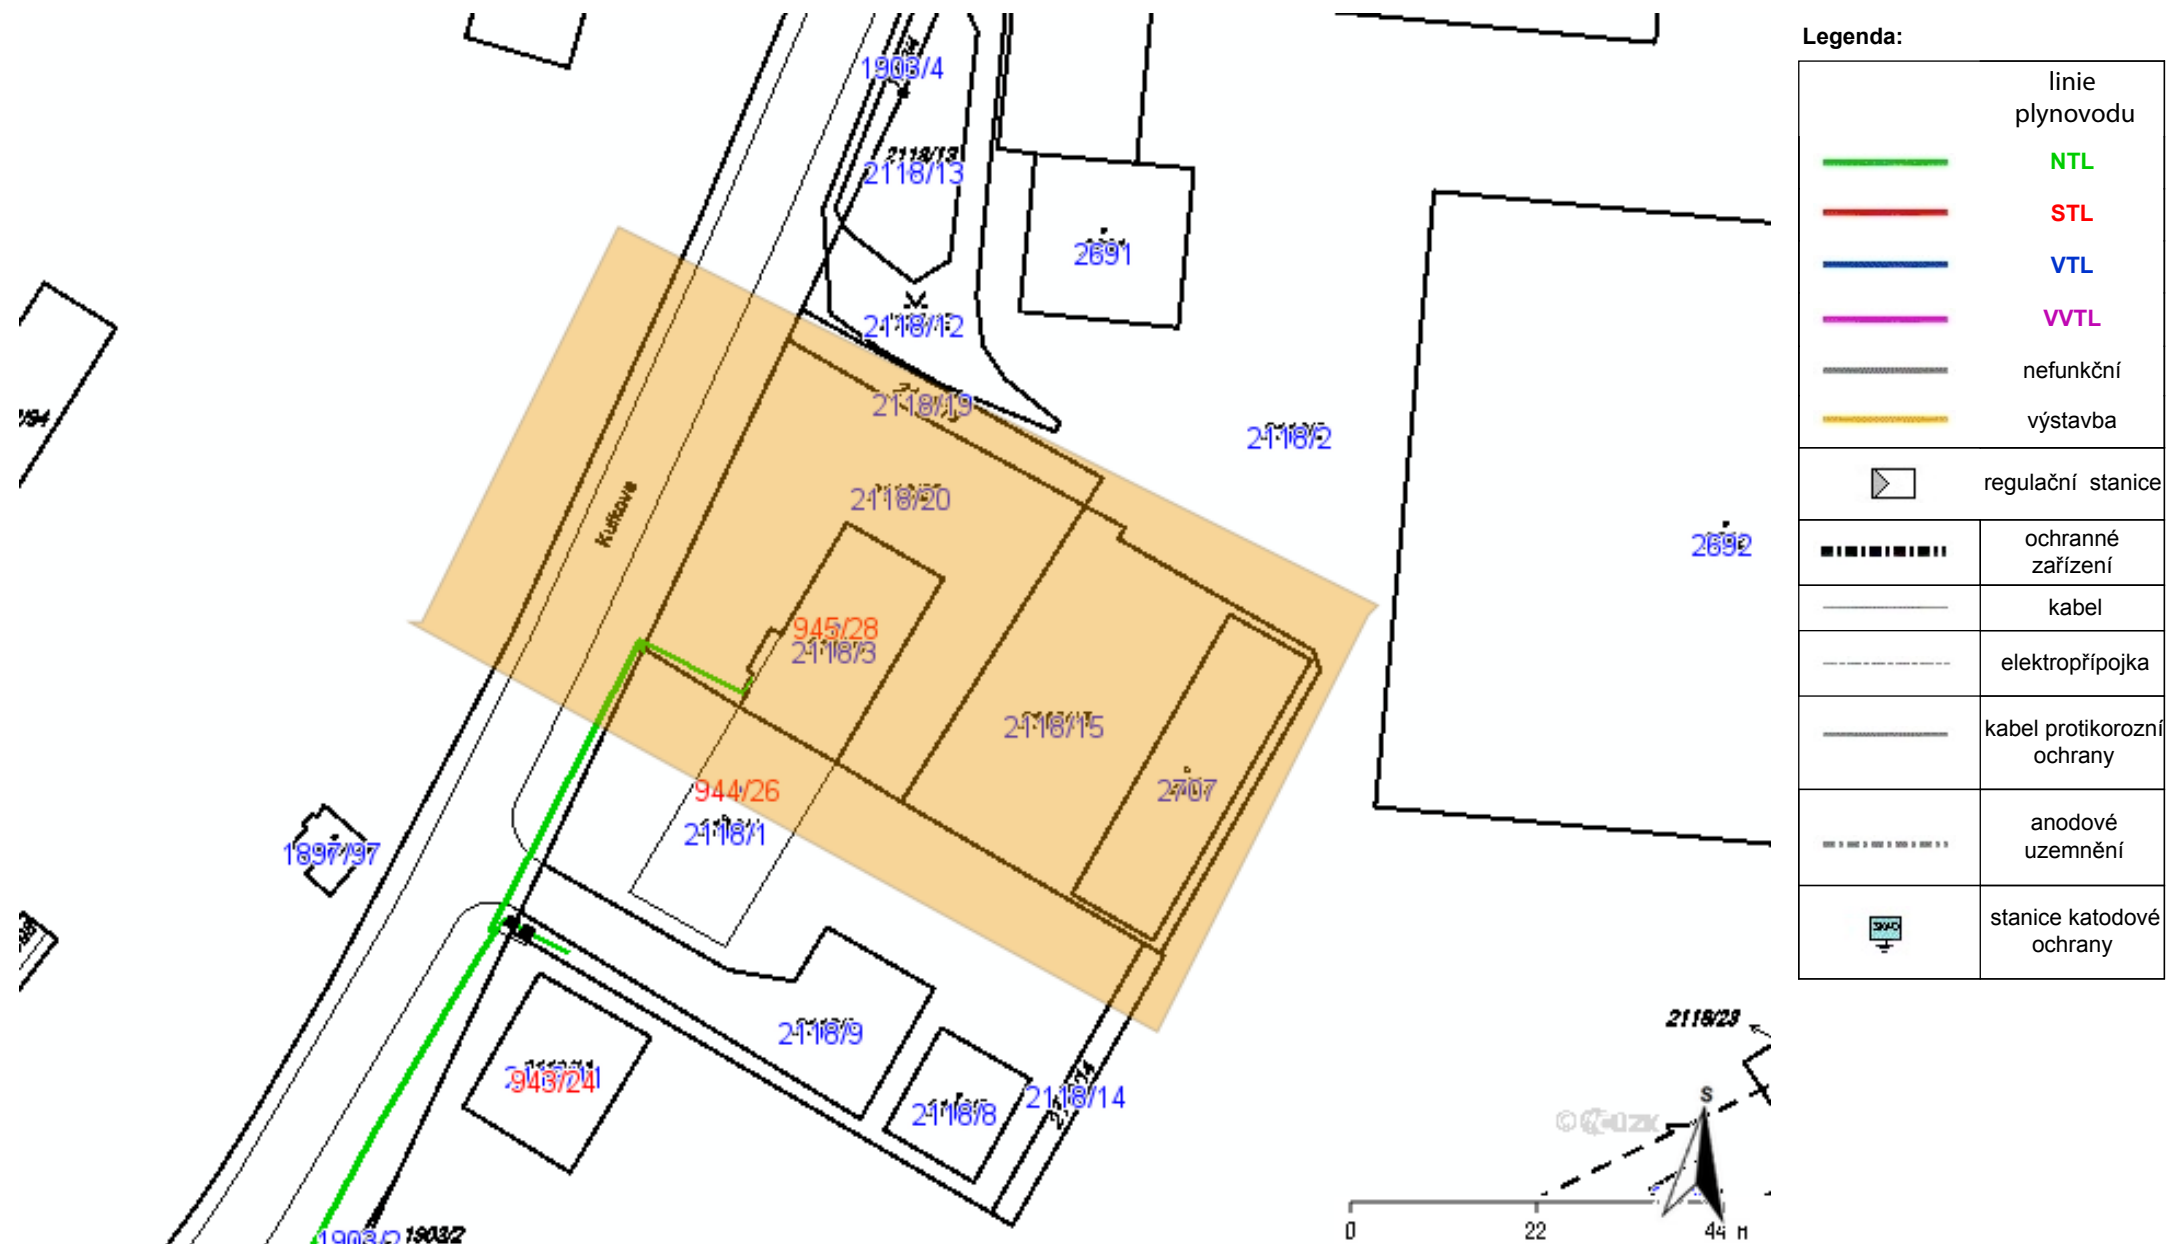 Legenda:
linie
plynovodu
NTL
STL
VTL
VVTL
nefunkční
výstavba
regulační stanice
ochranné
zařízení
kabel
elektropřípojka
kabel protikorozní
ochrany
anodové
uzemnění
stanice katodové
ochrany
1903/4
2118/13
2118/13
2691
2118/12
2118/19
2118/2
2118/20
2692
945/28
2118/3
2118/15
2707
944/26
2118/1
1897/97
2118/9
943/24
2118/8
2118/14
2118/23
S
1903/2
1903/2
0
22
44